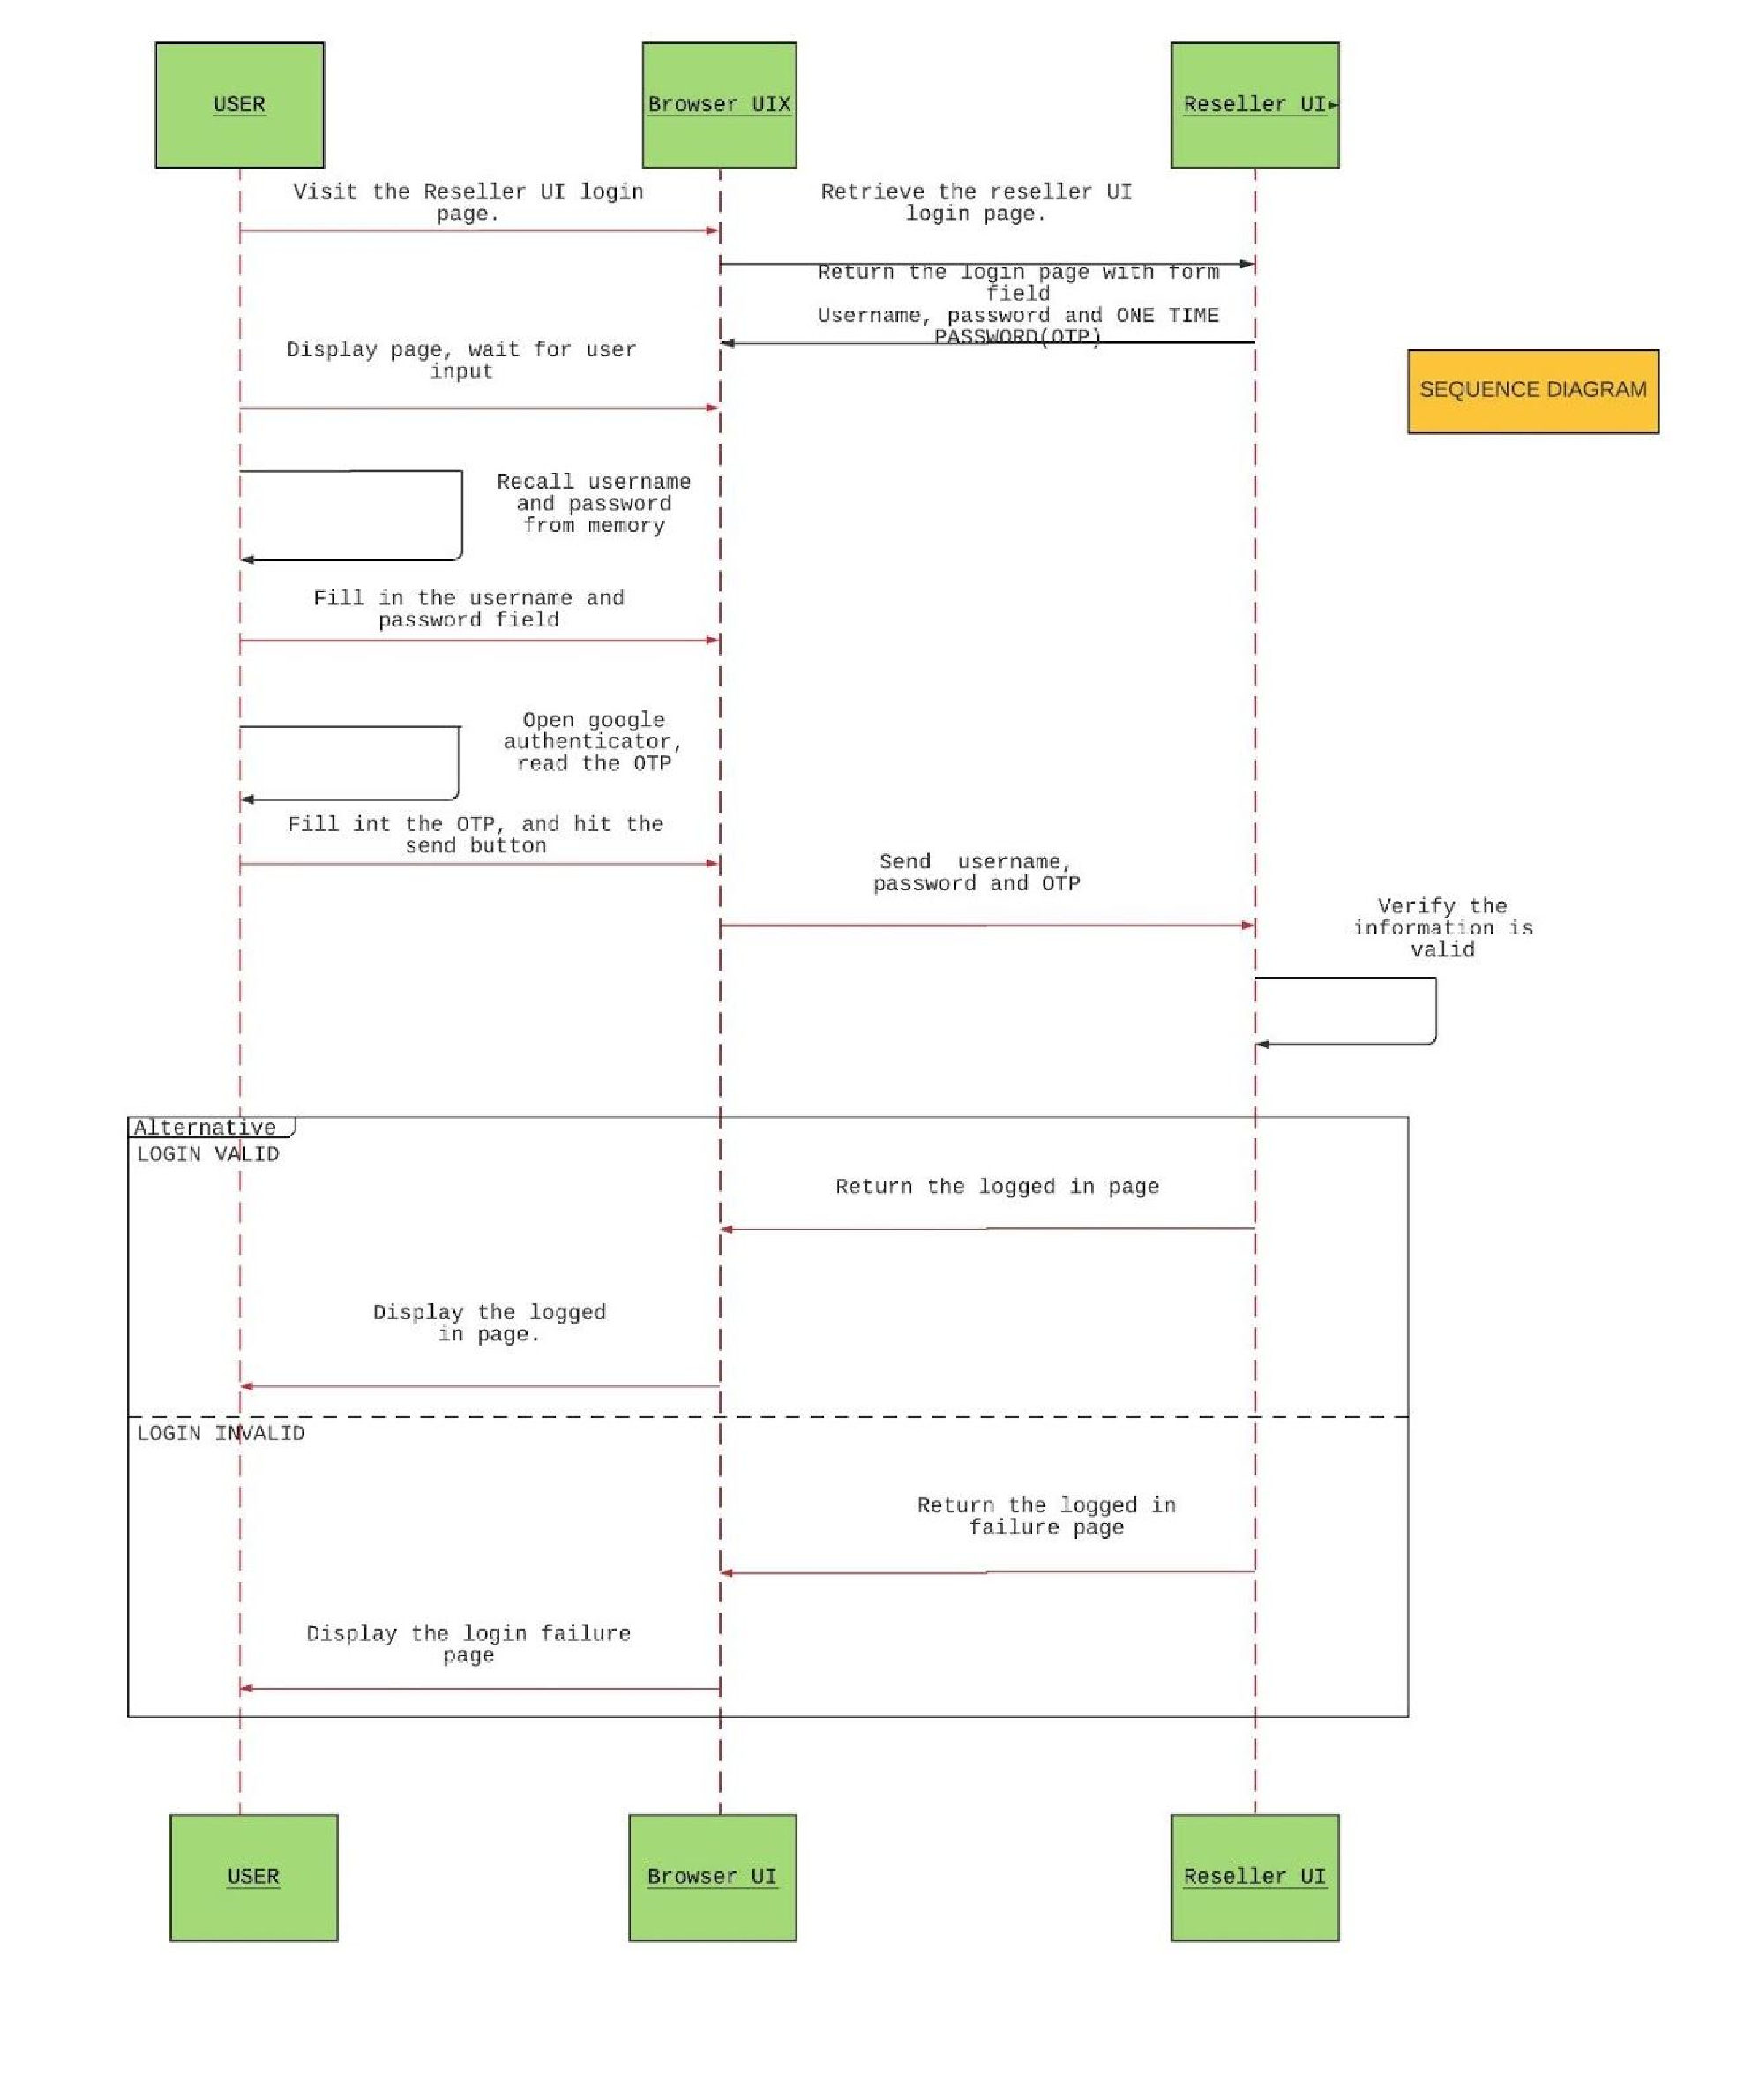 USER
Browser UIX
Reseller UI
Visit the Reseller UI login
page.
Retrieve the reseller UI
login page.
Return the login page with form
field
Username, password and ONE TIME
PASSWORD(OTP)
Display page, wait for user
input
SEQUENCE DIAGRAM
Recall username
and password
from memory
Fill in the username and
password field
Open google
authenticator,
read the OTP
Fill int the OTP, and hit the
send button
Send  username,
password and OTP
Verify the
information is
valid
Alternative
LOGIN VALID
Return the logged in page
Display the logged
in page.
LOGIN INVALID
Return the logged in
failure page
Display the login failure
page
USER
Browser UI
Reseller UI